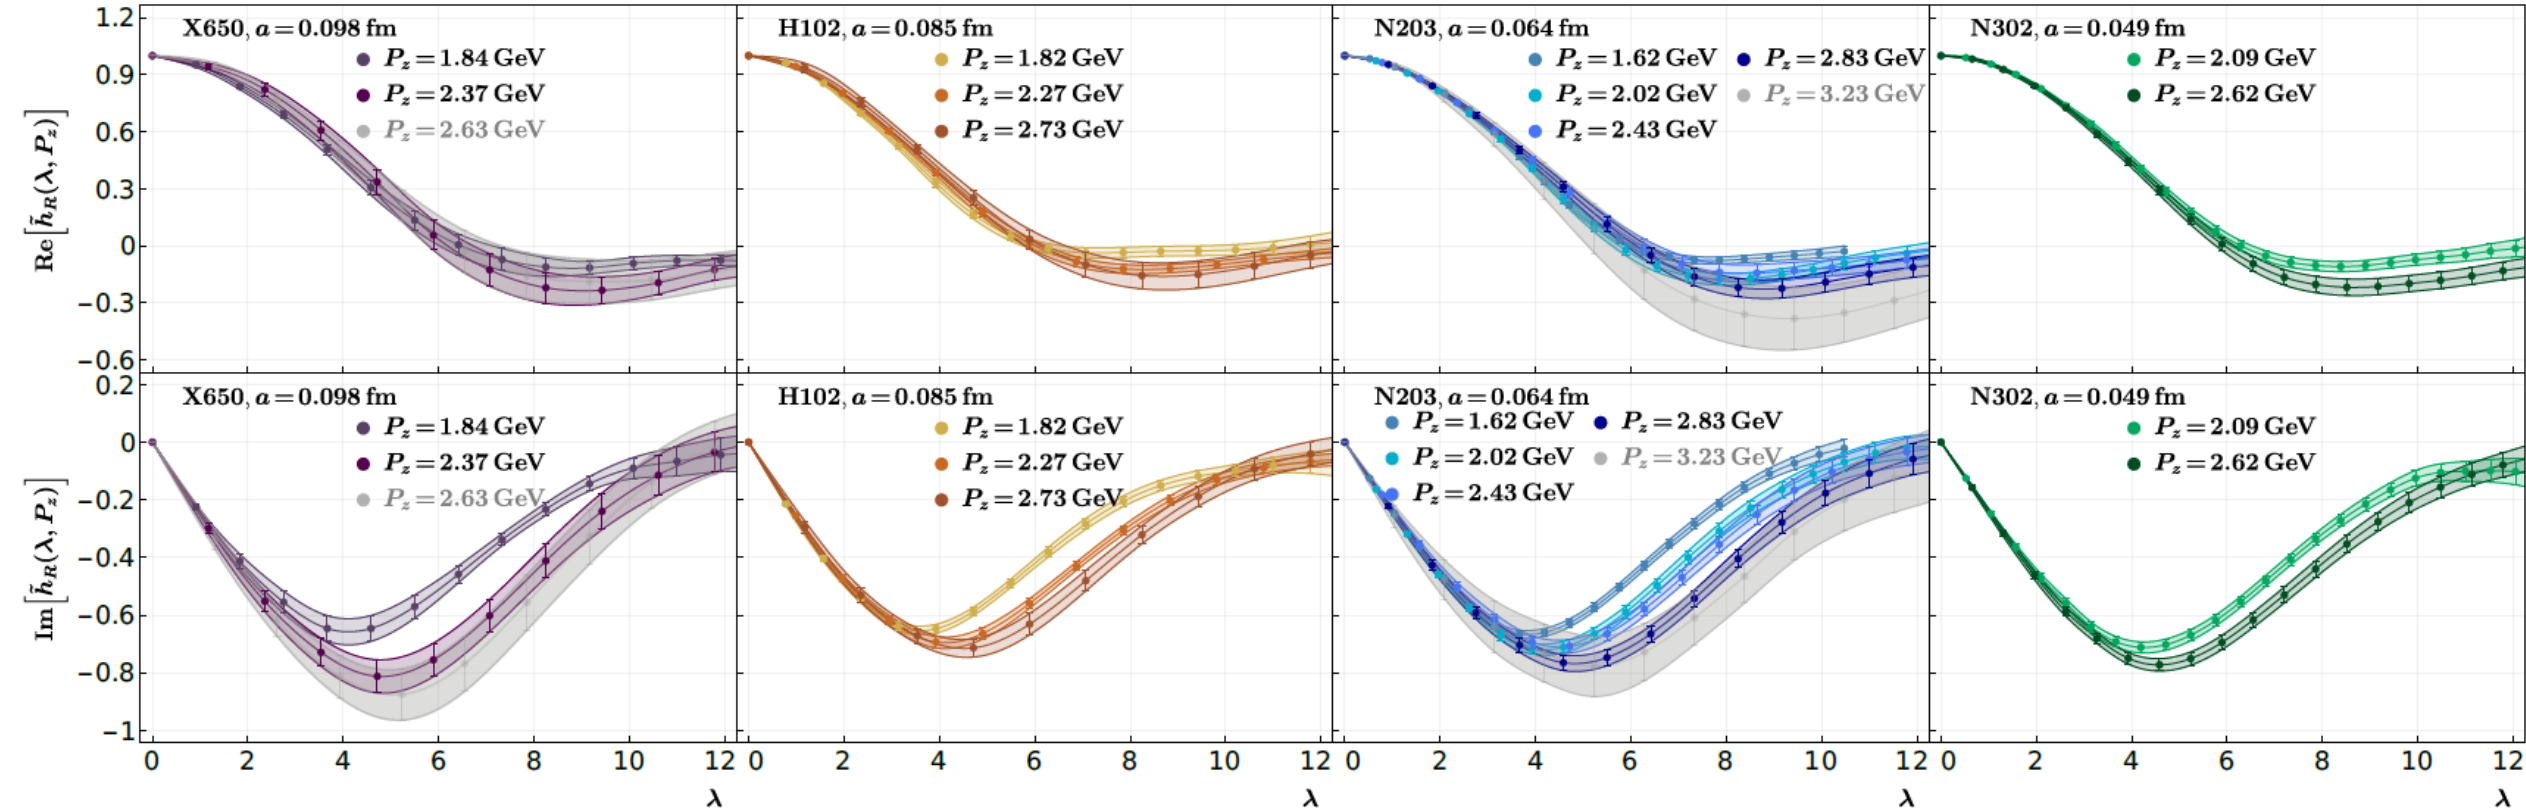 X650, a = 0.098 fm
P_z = 1.84 GeV
P_z = 2.37 GeV
P_z = 2.63 GeV
H102, a = 0.085 fm
P_z = 1.82 GeV
P_z = 2.27 GeV
P_z = 2.73 GeV
N203, a = 0.064 fm
P_z = 1.62 GeV P_z = 2.83 GeV
P_z = 2.02 GeV P_z = 3.23 GeV
P_z = 2.43 GeV
N302, a = 0.049 fm
P_z = 2.09 GeV
P_z = 2.62 GeV
Re[h̃_R(λ, P_z)]
1.2
0.9
0.6
0.3
0
−0.3
−0.6
X650, a = 0.098 fm
P_z = 1.84 GeV
P_z = 2.37 GeV
P_z = 2.63 GeV
H102, a = 0.085 fm
P_z = 1.82 GeV
P_z = 2.27 GeV
P_z = 2.73 GeV
N203, a = 0.064 fm
P_z = 1.62 GeV P_z = 2.83 GeV
P_z = 2.02 GeV P_z = 3.23 GeV
P_z = 2.43 GeV
N302, a = 0.049 fm
P_z = 2.09 GeV
P_z = 2.62 GeV
Im[h̃_R(λ, P_z)]
0.2
0
−0.2
−0.4
−0.6
−0.8
−1
0 2 4 6 8 10 12 0 2 4 6 8 10 12 0 2 4 6 8 10 12 0 2 4 6 8 10 12
λ λ λ λ